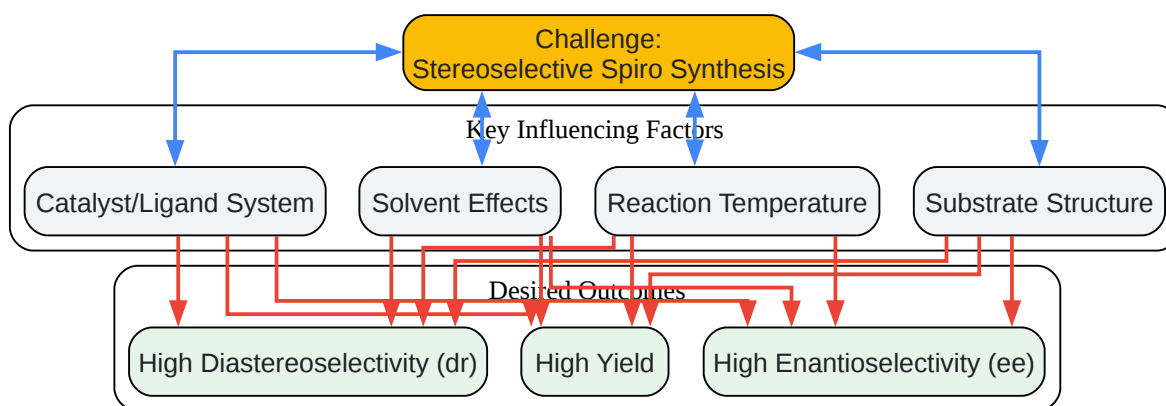 Challenge:
Stereoselective Spiro Synthesis
Key Influencing Factors
Catalyst/Ligand System
Solvent Effects
Reaction Temperature
Substrate Structure
Desired Outcomes
High Diastereoselectivity (dr)
High Yield
High Enantioselectivity (ee)